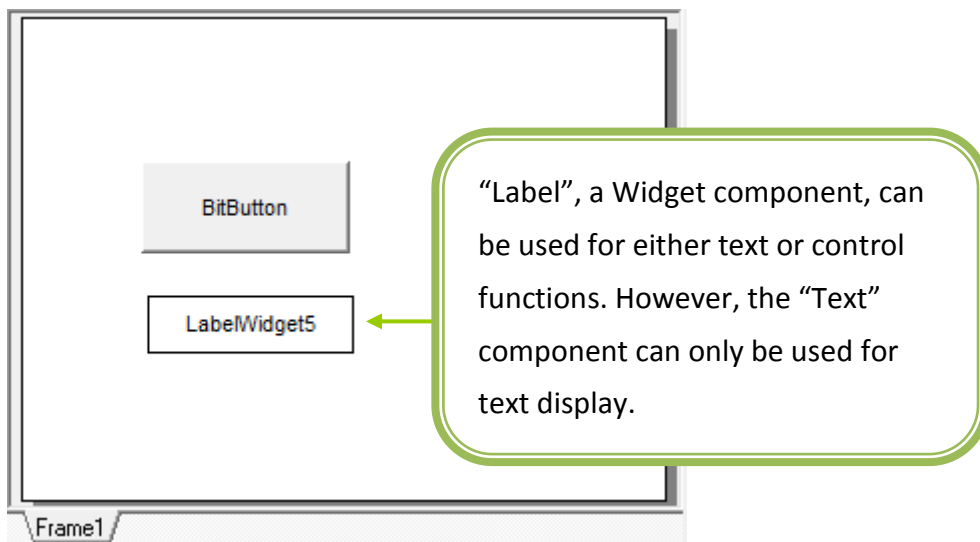 BitButton
LabelWidget5
“Label”, a Widget component, can
be used for either text or control
functions. However, the “Text”
component can only be used for
text display.
Frame1